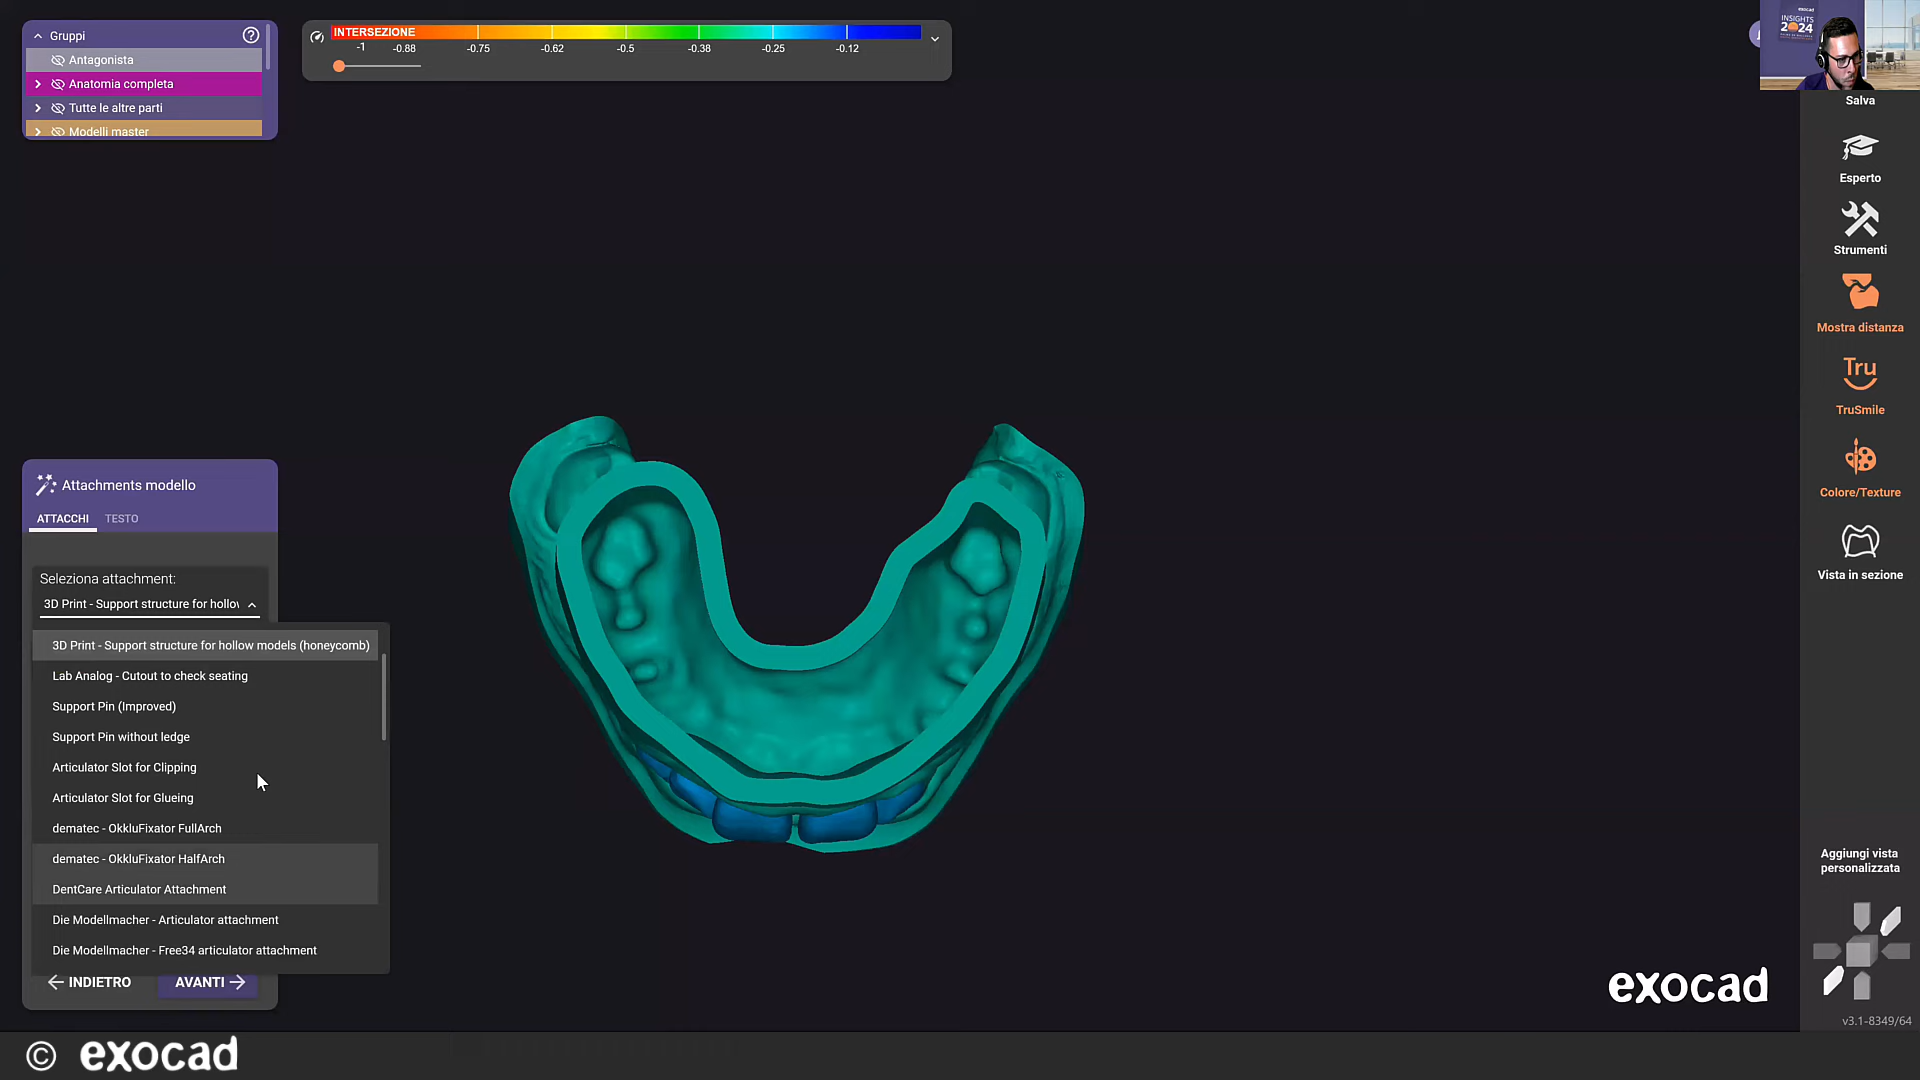 Gruppi
Antagonista
Anatomia completa
Tutte le altre parti
Modelli master
INTERSEZIONE
-1 -0.88 -0.75 -0.62 -0.5 -0.38 -0.25 -0.12
exocad
INSIGHTS
2024
Salva
Esperto
Strumenti
Mostra distanza
Tru
TruSmile
Colore/Texture
Vista in sezione
Attachments modello
ATTACCHI TESTO
Seleziona attachment:
3D Print - Support structure for hollow
3D Print - Support structure for hollow models (honeycomb)
Lab Analog - Cutout to check seating
Support Pin (Improved)
Support Pin without ledge
Articulator Slot for Clipping
Articulator Slot for Glueing
dematec - OkkluFixator FullArch
dematec - OkkluFixator HalfArch
DentCare Articulator Attachment
Die Modellmacher - Articulator attachment
Die Modellmacher - Free34 articulator attachment
INDIETRO AVANTI
Aggiungi vista
personalizzata
exocad
v3.1-8349/64
© exocad